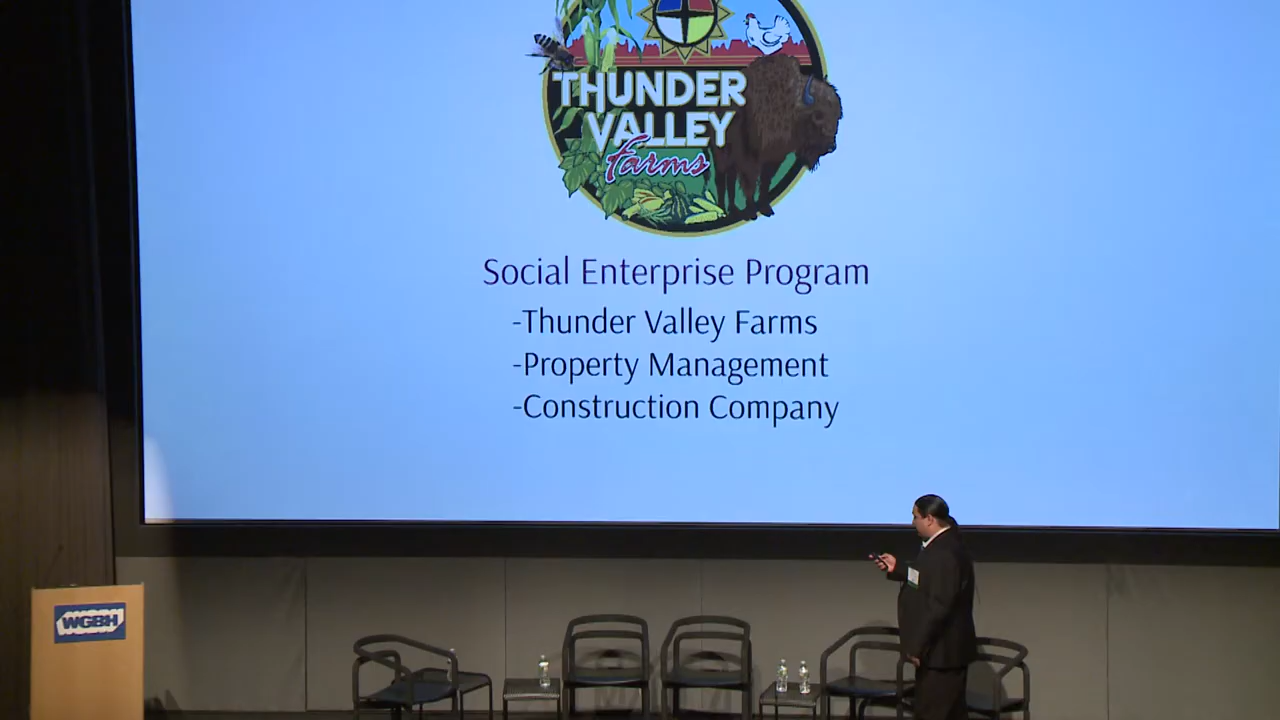 THUNDER
VALLEY
farms
Social Enterprise Program
-Thunder Valley Farms
-Property Management
-Construction Company
WGBH